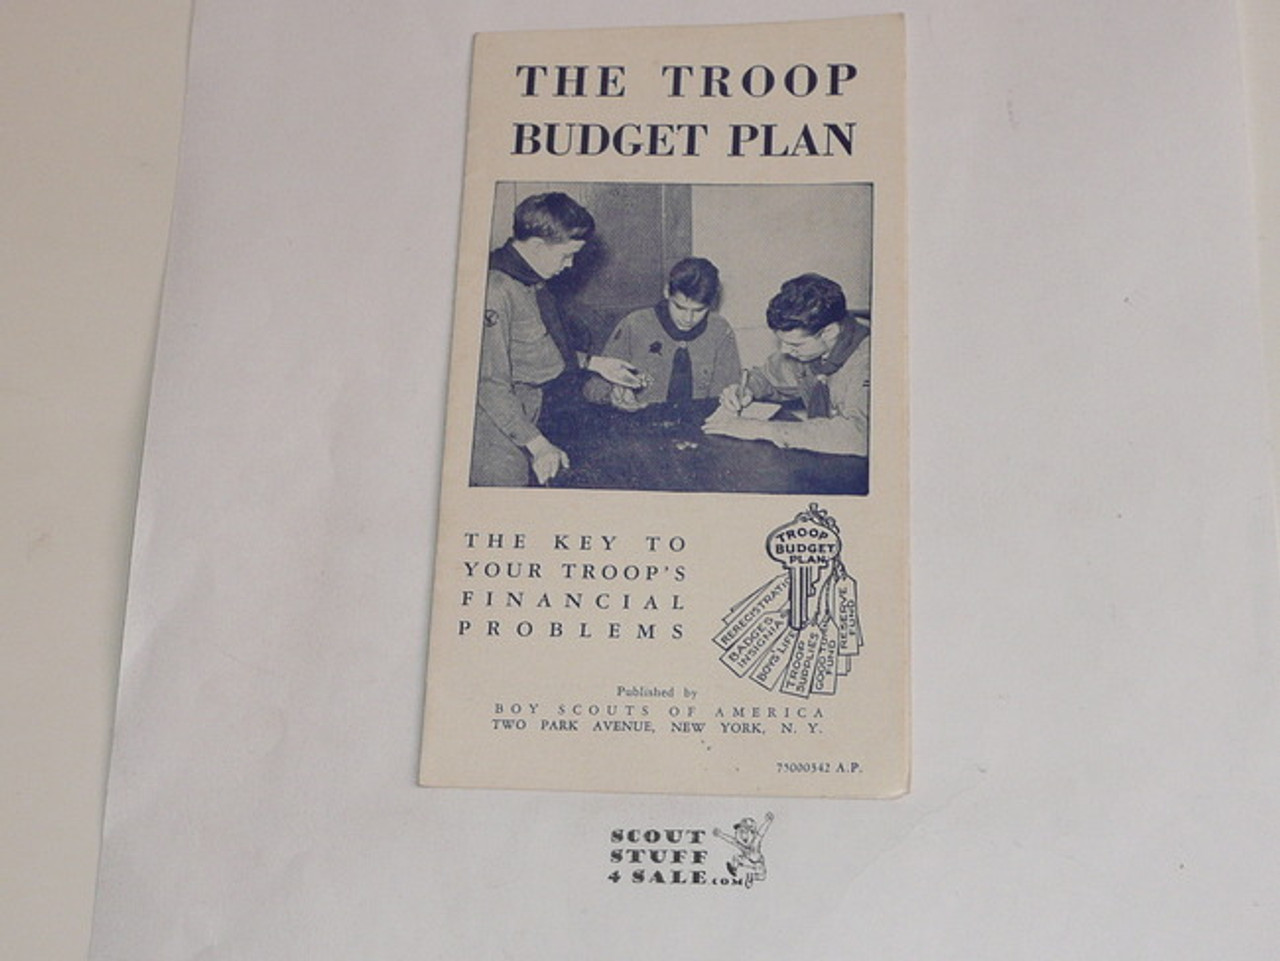 THE TROOP
BUDGET PLAN
THE KEY TO
YOUR TROOP'S
FINANCIAL
PROBLEMS
TROOP
BUDGET
PLAN
REREGISTRATI
BADGES
INSIGNIA
BOYS' LIFE
TROOP
SUPPLIES
GOOD TURN
FUND
RESERVE
FUND
Published by
BOY SCOUTS OF AMERICA
TWO PARK AVENUE, NEW YORK, N. Y.
75000342 A.P.
SCOUT
STUFF
4 SALE.COM